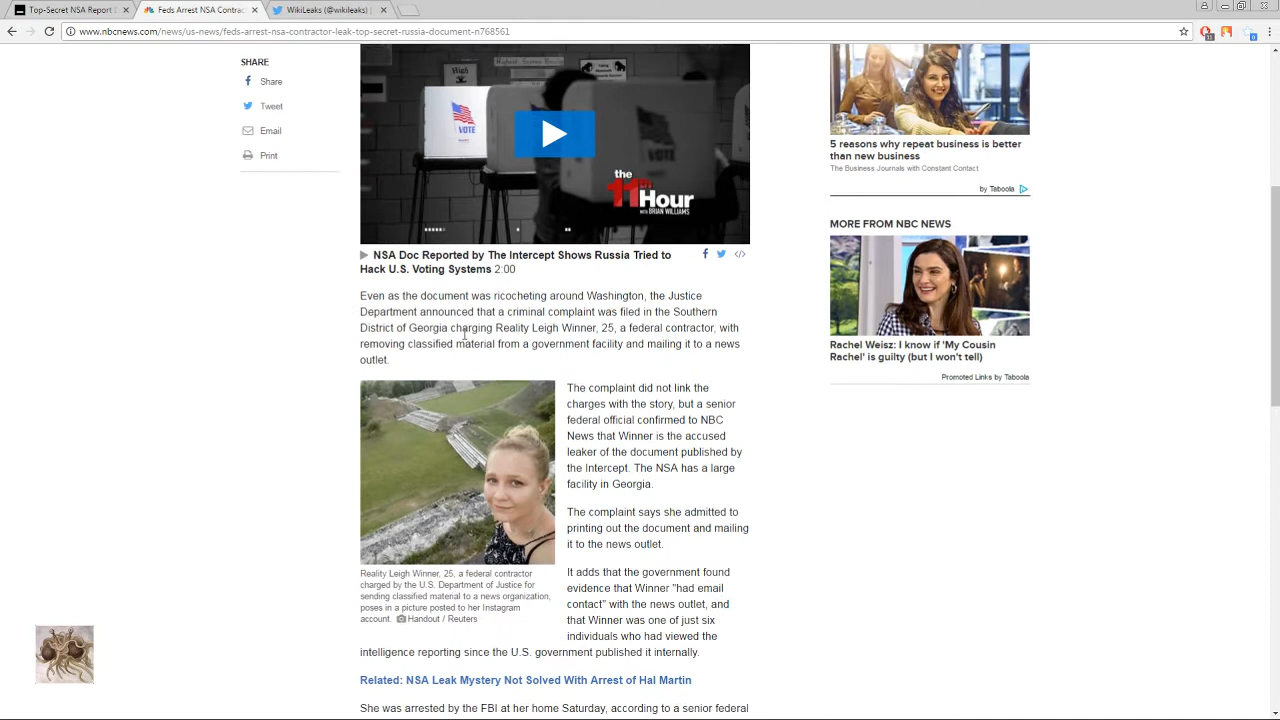 Top-Secret NSA Report
Feds Arrest NSA Contrac
WikiLeaks (@wikileaks) |
www.nbcnews.com/news/us-news/feds-arrest-nsa-contractor-leak-top-secret-russia-document-n768561
SHARE
Share
Tweet
Email
Print
High
VOTE
the
11TH
Hour
WITH BRIAN WILLIAMS
NSA Doc Reported by The Intercept Shows Russia Tried to
Hack U.S. Voting Systems 2:00
Even as the document was ricocheting around Washington, the Justice
Department announced that a criminal complaint was filed in the Southern
District of Georgia charging Reality Leigh Winner, 25, a federal contractor, with
removing classified material from a government facility and mailing it to a news
outlet.
The complaint did not link the
charges with the story, but a senior
federal official confirmed to NBC
News that Winner is the accused
leaker of the document published by
the Intercept. The NSA has a large
facility in Georgia.
The complaint says she admitted to
printing out the document and mailing
it to the news outlet.
It adds that the government found
evidence that Winner "had email
contact" with the news outlet, and
that Winner was one of just six
individuals who had viewed the
intelligence reporting since the U.S. government published it internally.
Reality Leigh Winner, 25, a federal contractor
charged by the U.S. Department of Justice for
sending classified material to a news organization,
poses in a picture posted to her Instagram
account. Handout / Reuters
Related: NSA Leak Mystery Not Solved With Arrest of Hal Martin
She was arrested by the FBI at her home Saturday, according to a senior federal
5 reasons why repeat business is better
than new business
The Business Journals with Constant Contact
by Taboola
MORE FROM NBC NEWS
Rachel Weisz: I know if 'My Cousin
Rachel' is guilty (but I won't tell)
Promoted Links by Taboola